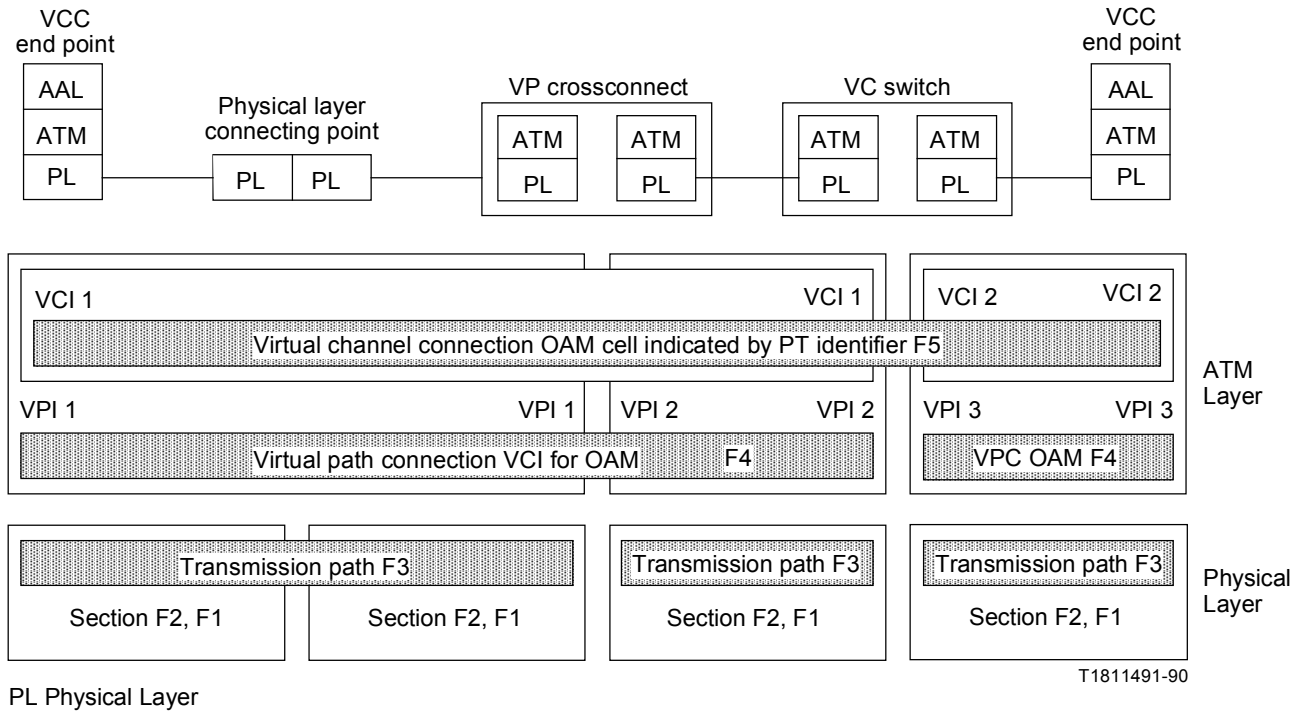 VCC
end point
VCC
end point
AAL
ATM
PL
Physical layer
connecting point
PL PL
VP crossconnect
ATM ATM
PL PL
VC switch
ATM ATM
PL PL
AAL
ATM
PL
VCI 1 VCI 1 VCI 2 VCI 2
Virtual channel connection OAM cell indicated by PT identifier F5
ATM
Layer
VPI 1 VPI 1 VPI 2 VPI 2 VPI 3 VPI 3
Virtual path connection VCI for OAM F4 VPC OAM F4
Transmission path F3 Transmission path F3 Transmission path F3
Physical
Layer
Section F2, F1 Section F2, F1 Section F2, F1 Section F2, F1
T1811491-90
PL Physical Layer